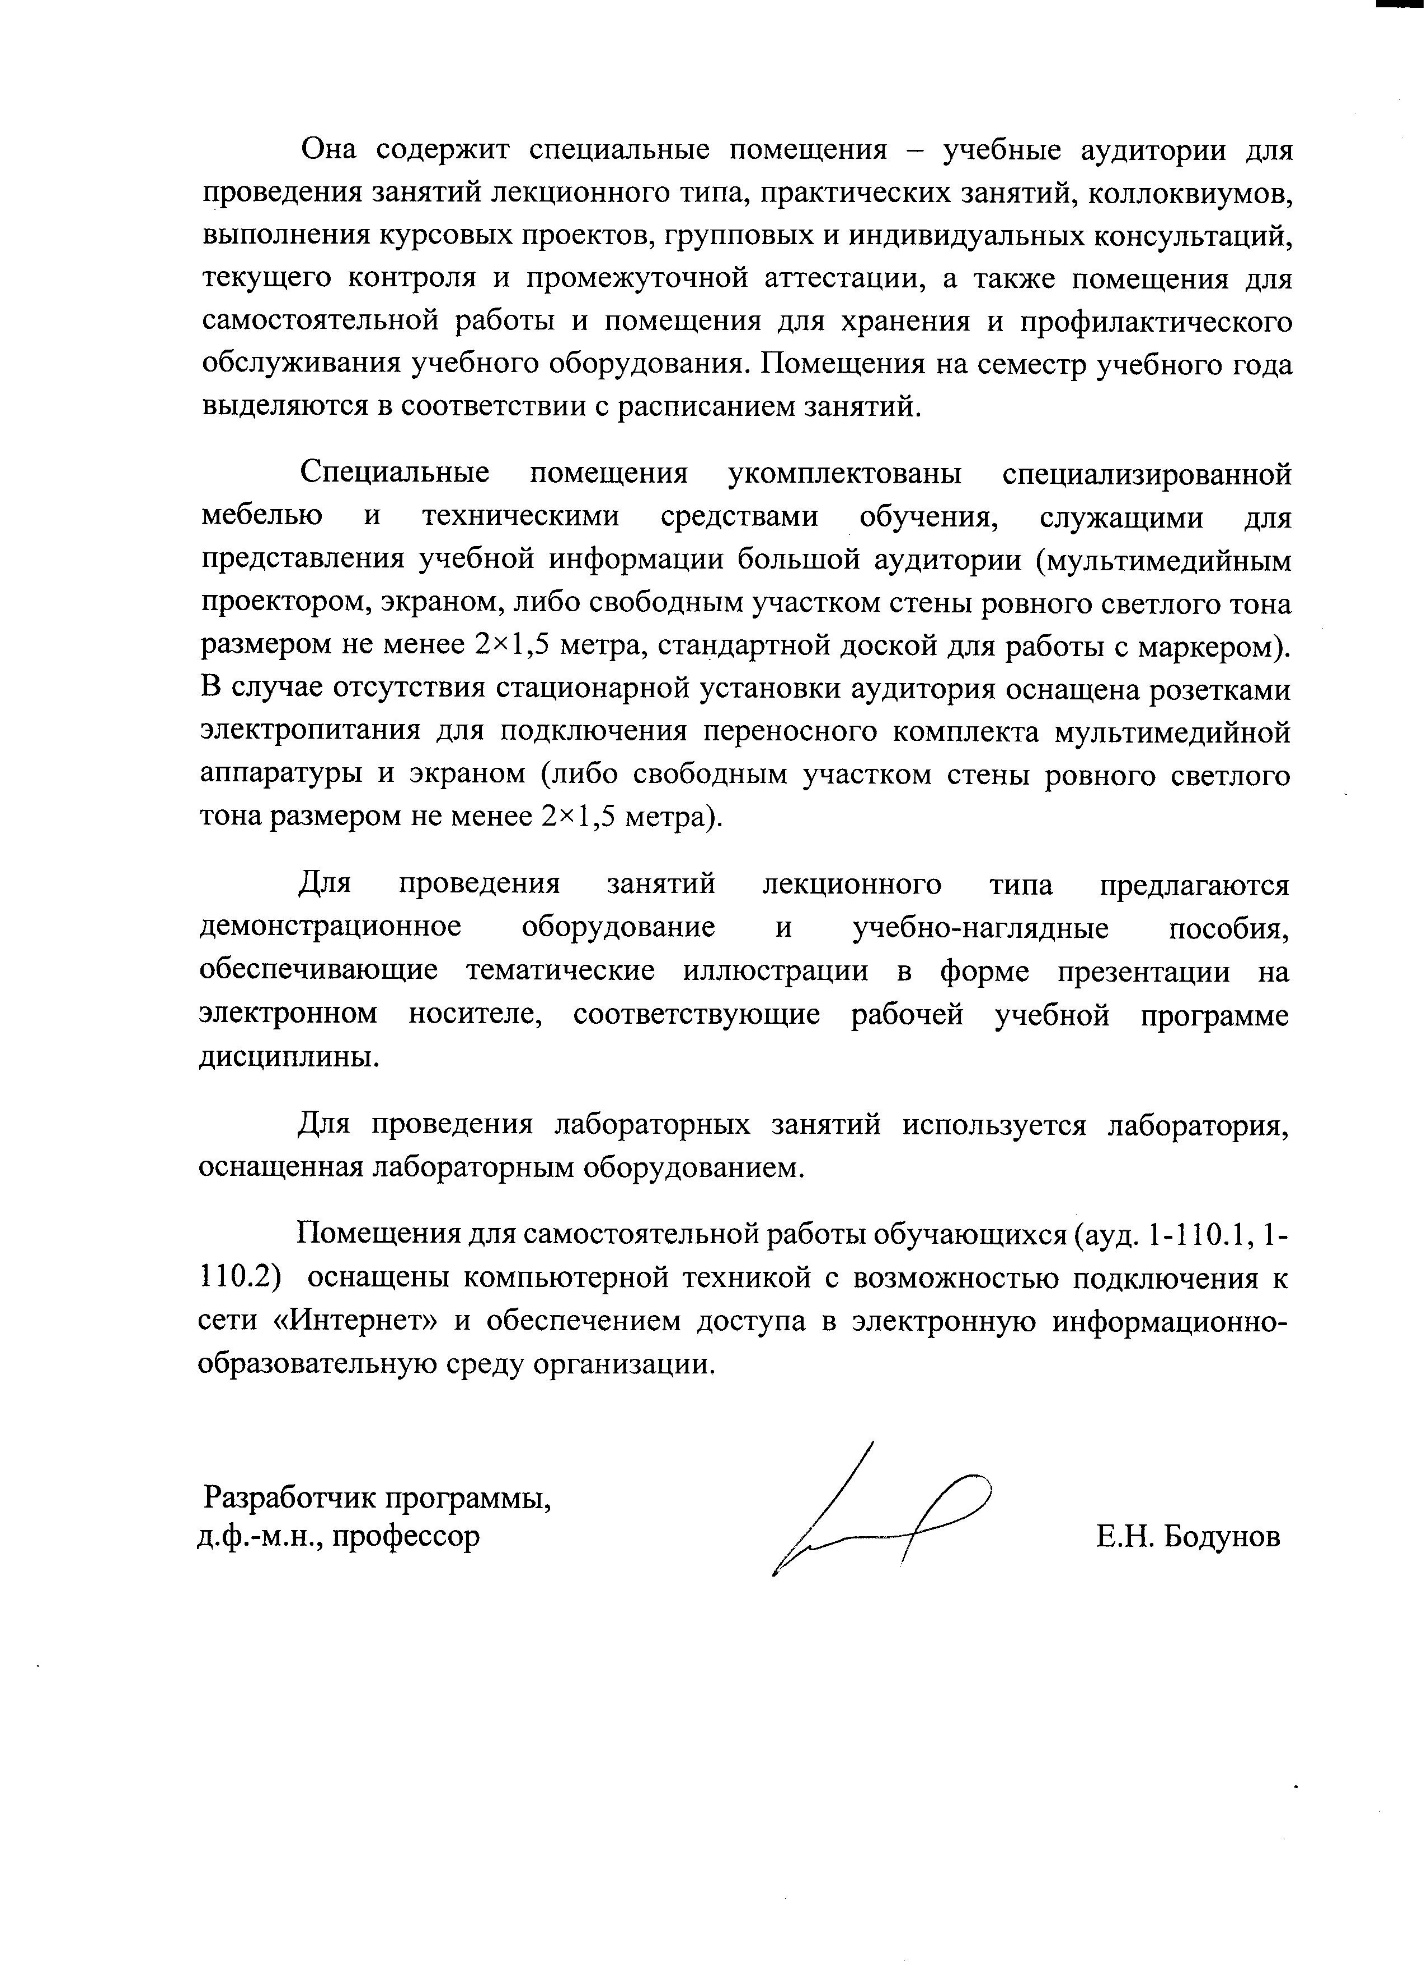 Она содержит специальные помещения – учебные аудитории для
проведения занятий лекционного типа, практических занятий, коллоквиумов,
выполнения курсовых проектов, групповых и индивидуальных консультаций,
текущего контроля и промежуточной аттестации, а также помещения для
самостоятельной работы и помещения для хранения и профилактического
обслуживания учебного оборудования. Помещения на семестр учебного года
выделяются в соответствии с расписанием занятий.
Специальные помещения укомплектованы специализированной
мебелью и техническими средствами обучения, служащими для
представления учебной информации большой аудитории (мультимедийным
проектором, экраном, либо свободным участком стены ровного светлого тона
размером не менее 2×1,5 метра, стандартной доской для работы с маркером).
В случае отсутствия стационарной установки аудитория оснащена розетками
электропитания для подключения переносного комплекта мультимедийной
аппаратуры и экраном (либо свободным участком стены ровного светлого
тона размером не менее 2×1,5 метра).
Для проведения занятий лекционного типа предлагаются
демонстрационное оборудование и учебно-наглядные пособия,
обеспечивающие тематические иллюстрации в форме презентации на
электронном носителе, соответствующие рабочей учебной программе
дисциплины.
Для проведения лабораторных занятий используется лаборатория,
оснащенная лабораторным оборудованием.
Помещения для самостоятельной работы обучающихся (ауд. 1-110.1, 1-
110.2) оснащены компьютерной техникой с возможностью подключения к
сети «Интернет» и обеспечением доступа в электронную информационно-
образовательную среду организации.
Разработчик программы,
д.ф.-м.н., профессор Е.Н. Бодунов